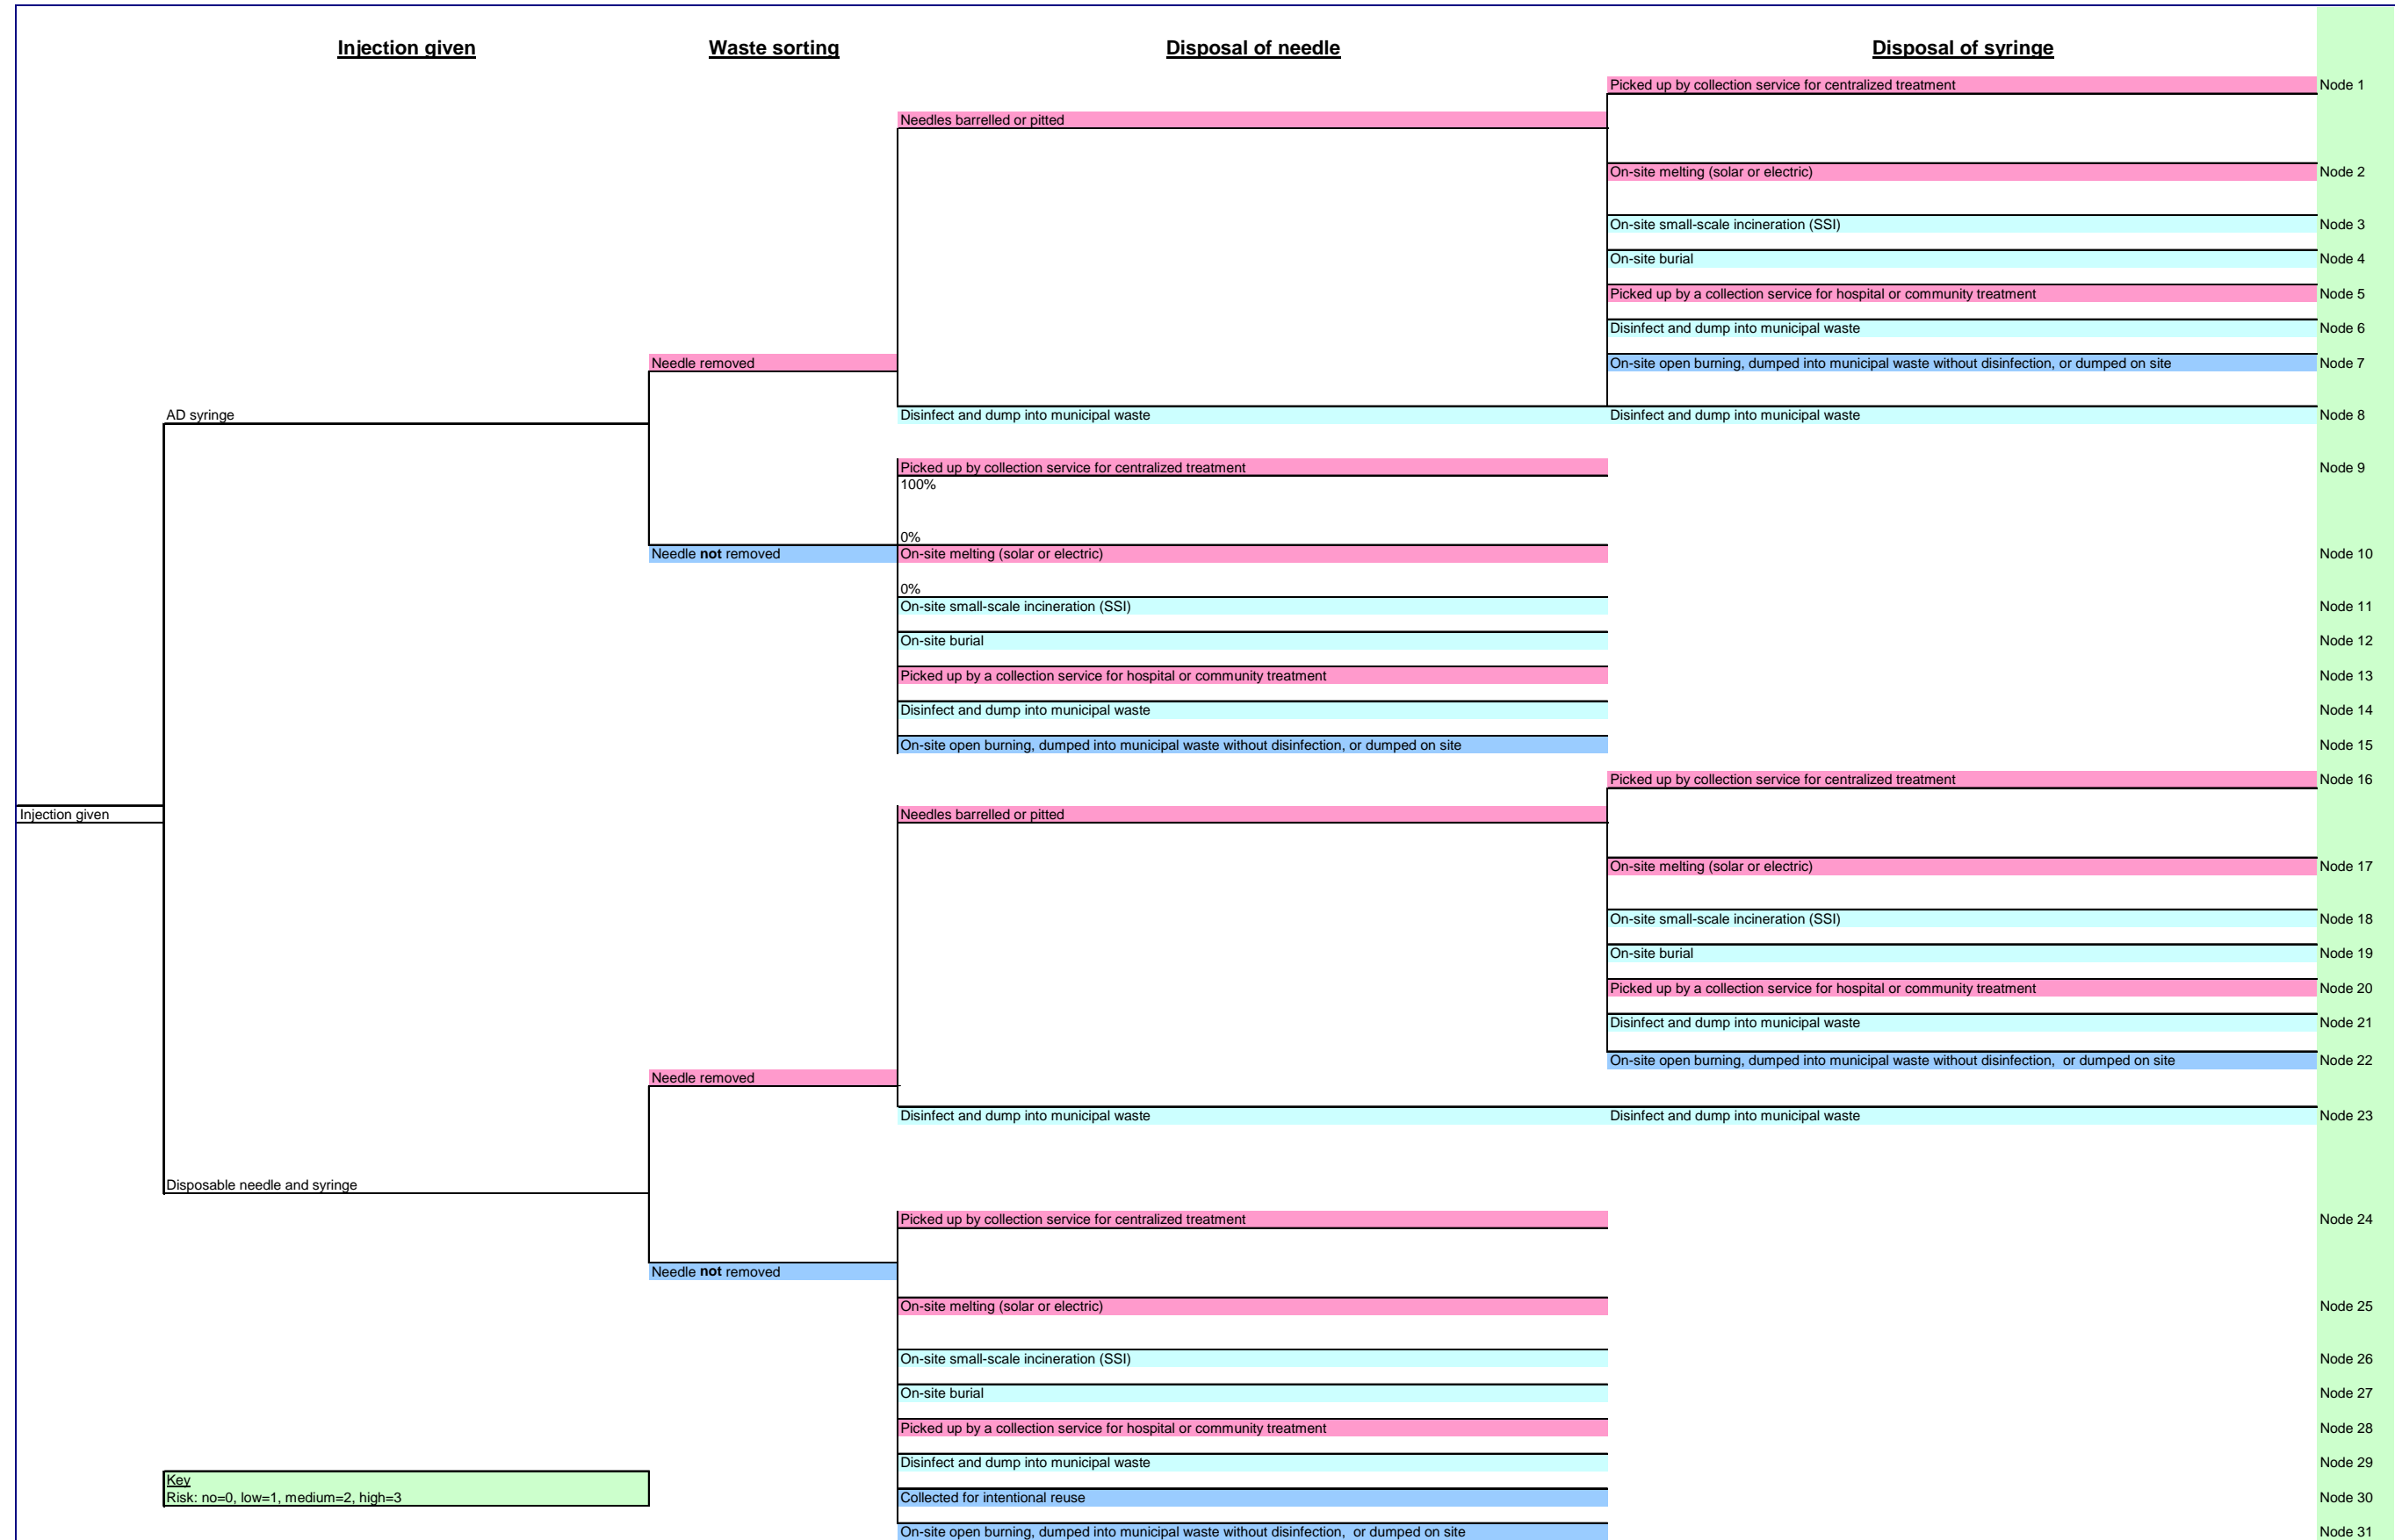 Injection given
Waste sorting
Disposal of needle
Disposal of syringe
Picked up by collection service for centralized treatment
Node 1
Needles barrelled or pitted
On-site melting (solar or electric)
Node 2
On-site small-scale incineration (SSI)
Node 3
On-site burial
Node 4
Picked up by a collection service for hospital or community treatment
Node 5
Disinfect and dump into municipal waste
Node 6
Needle removed
On-site open burning, dumped into municipal waste without disinfection, or dumped on site
Node 7
AD syringe
Disinfect and dump into municipal waste
Disinfect and dump into municipal waste
Node 8
Picked up by collection service for centralized treatment
Node 9
100%
0%
Needle not removed
On-site melting (solar or electric)
Node 10
0%
On-site small-scale incineration (SSI)
Node 11
On-site burial
Node 12
Picked up by a collection service for hospital or community treatment
Node 13
Disinfect and dump into municipal waste
Node 14
On-site open burning, dumped into municipal waste without disinfection, or dumped on site
Node 15
Picked up by collection service for centralized treatment
Node 16
Injection given
Needles barrelled or pitted
On-site melting (solar or electric)
Node 17
On-site small-scale incineration (SSI)
Node 18
On-site burial
Node 19
Picked up by a collection service for hospital or community treatment
Node 20
Disinfect and dump into municipal waste
Node 21
On-site open burning, dumped into municipal waste without disinfection, or dumped on site
Node 22
Needle removed
Disinfect and dump into municipal waste
Disinfect and dump into municipal waste
Node 23
Disposable needle and syringe
Picked up by collection service for centralized treatment
Node 24
Needle not removed
On-site melting (solar or electric)
Node 25
On-site small-scale incineration (SSI)
Node 26
On-site burial
Node 27
Picked up by a collection service for hospital or community treatment
Node 28
Disinfect and dump into municipal waste
Node 29
Key
Risk: no=0, low=1, medium=2, high=3
Collected for intentional reuse
Node 30
On-site open burning, dumped into municipal waste without disinfection, or dumped on site
Node 31